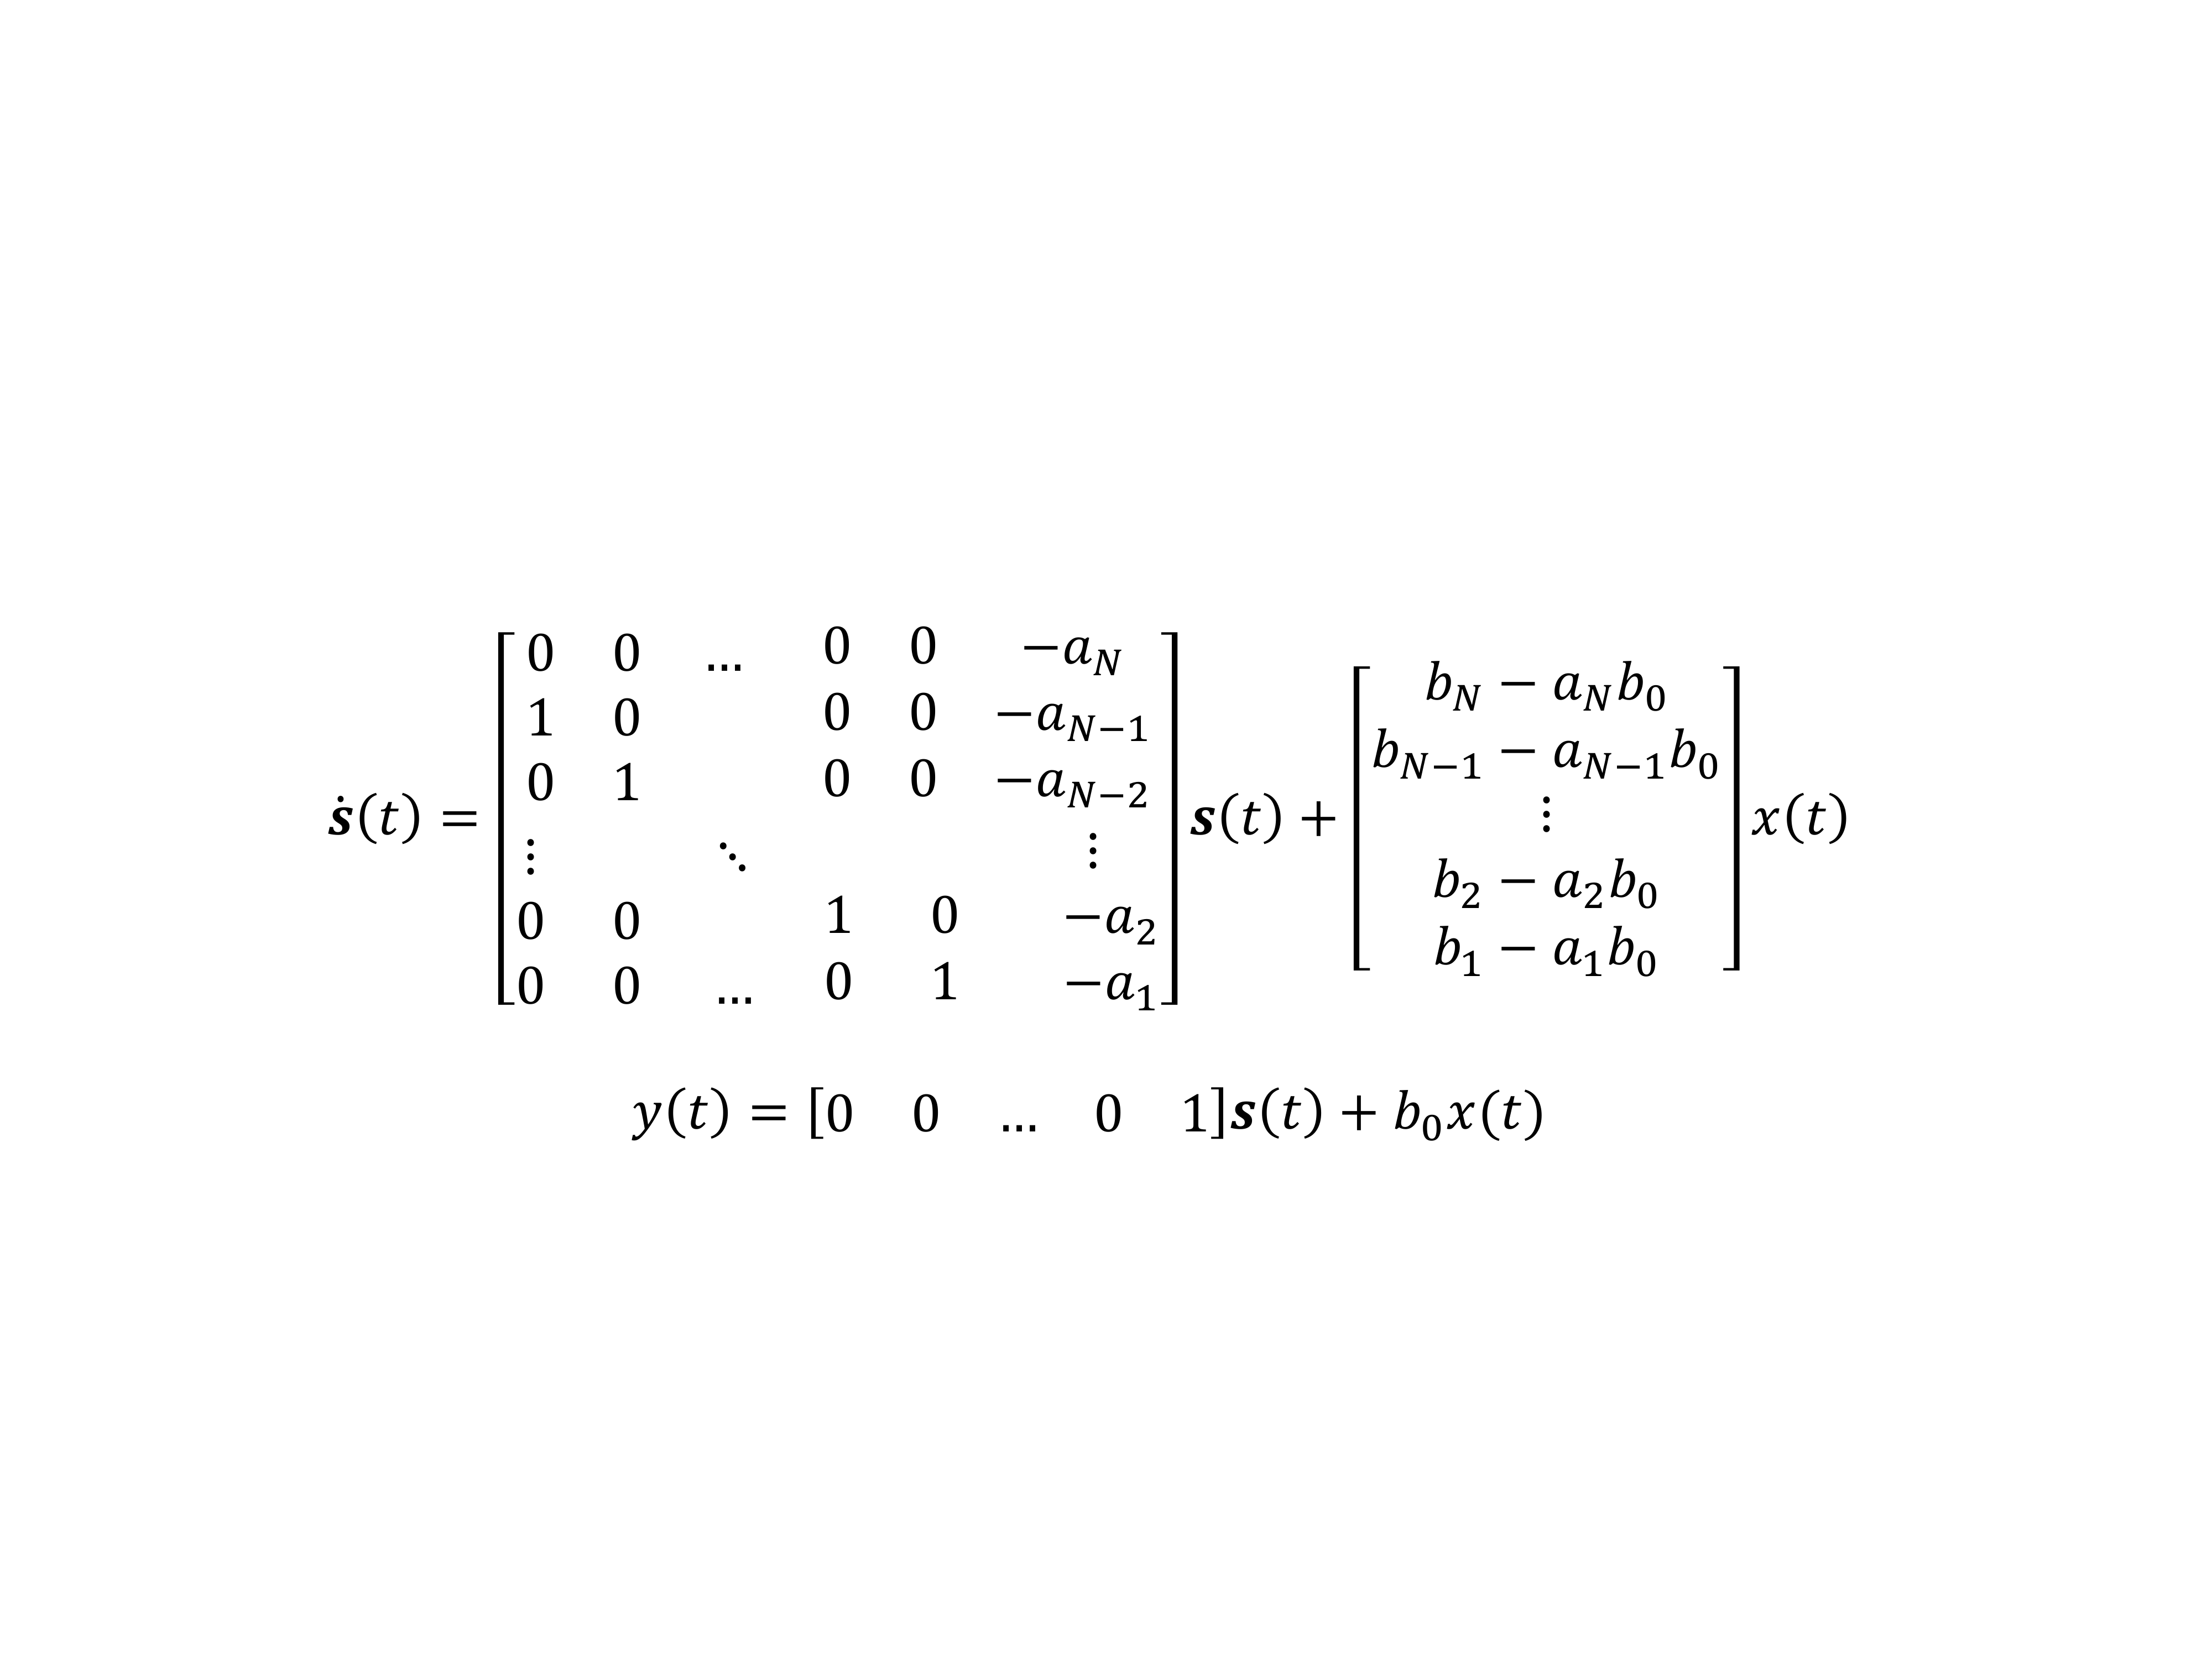 ṡ(t) = [0 0 … 0 0 −a_N
1 0 0 0 −a_{N−1}
0 1 0 0 −a_{N−2}
⋮ ⋱ ⋮
0 0 1 0 −a_2
0 0 … 0 1 −a_1] s(t) + [b_N − a_N b_0
b_{N−1} − a_{N−1} b_0
⋮
b_2 − a_2 b_0
b_1 − a_1 b_0] x(t)
y(t) = [0 0 … 0 1]s(t) + b_0 x(t)